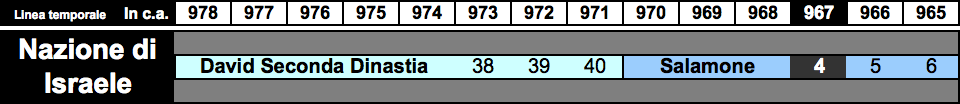 Linea temporale In c.a. 978 977 976 975 974 973 972 971 970 969 968 967 966 965
Nazione di
Israele
David Seconda Dinastia 38 39 40 Salamone 4 5 6